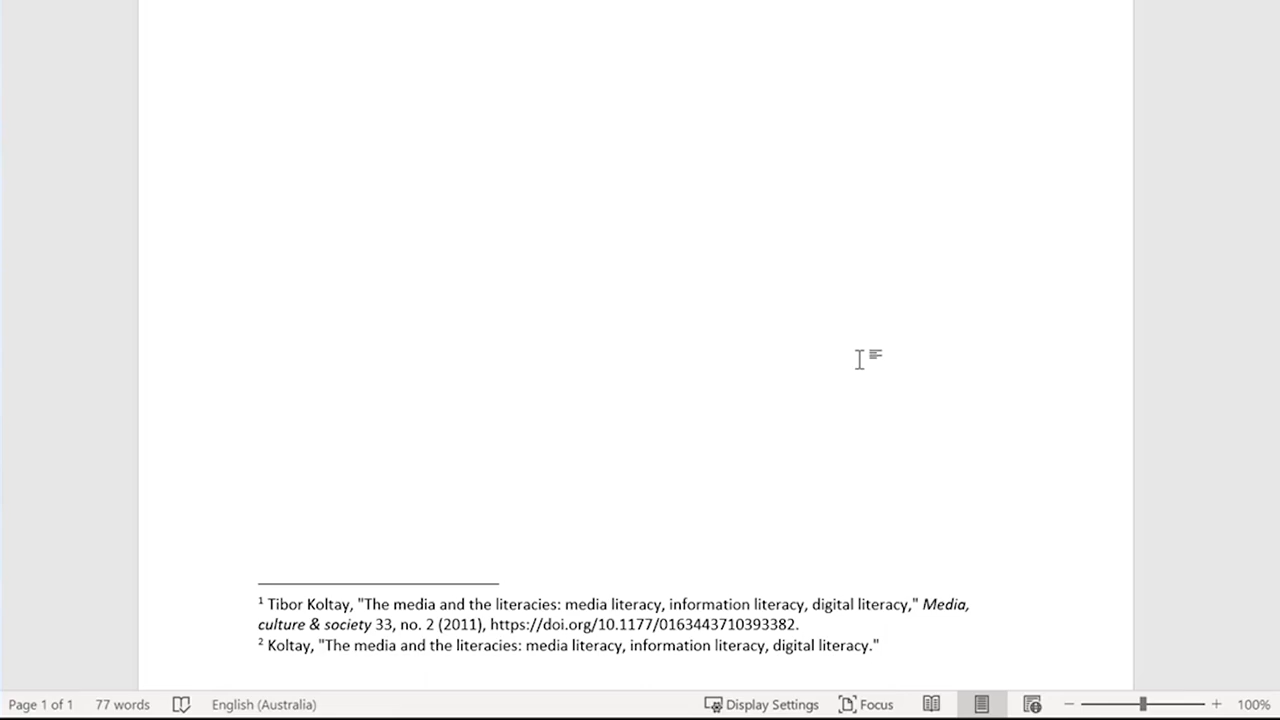 ¹ Tibor Koltay, "The media and the literacies: media literacy, information literacy, digital literacy," Media,
culture & society 33, no. 2 (2011), https://doi.org/10.1177/0163443710393382.
² Koltay, "The media and the literacies: media literacy, information literacy, digital literacy."
Page 1 of 1 77 words English (Australia) Display Settings Focus 100%